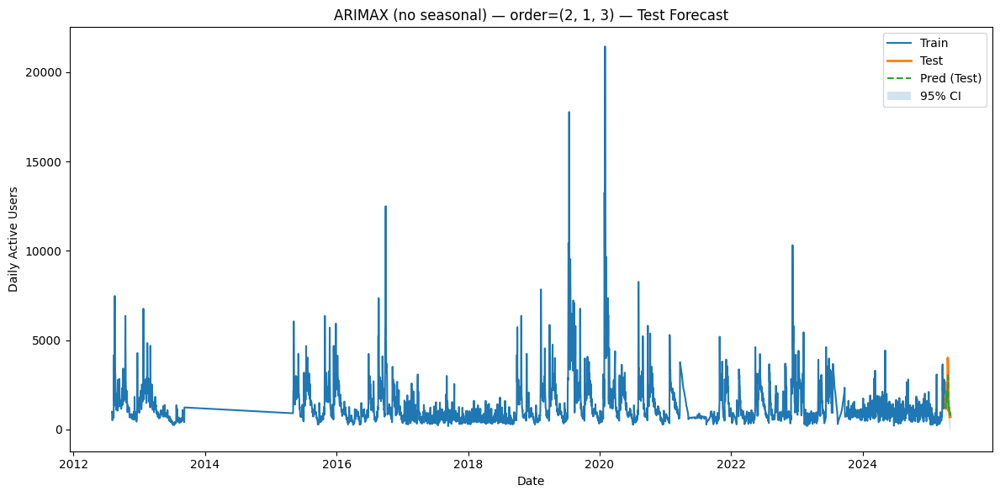 ARIMAX (no seasonal) — order=(2, 1, 3) — Test Forecast
Train
Test
Pred (Test)
95% CI
Daily Active Users
20000
15000
10000
5000
0
2012
2014
2016
2018
2020
2022
2024
Date